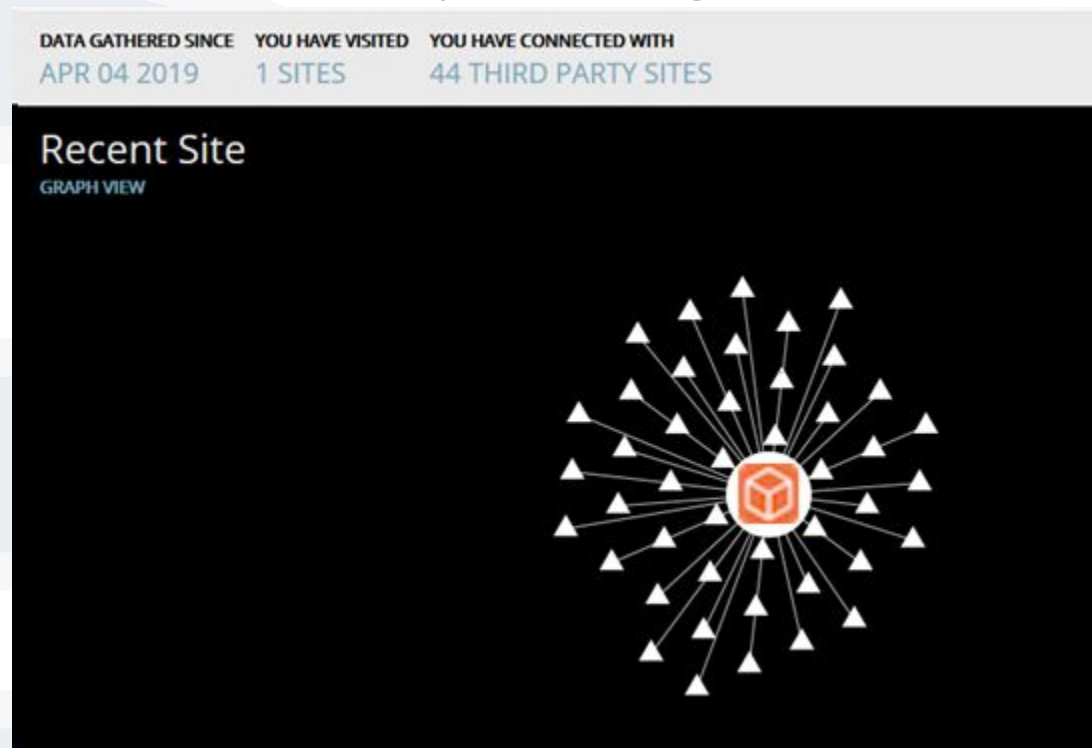 DATA GATHERED SINCE YOU HAVE VISITED YOU HAVE CONNECTED WITH
APR 04 2019 1 SITES 44 THIRD PARTY SITES
Recent Site
GRAPH VIEW